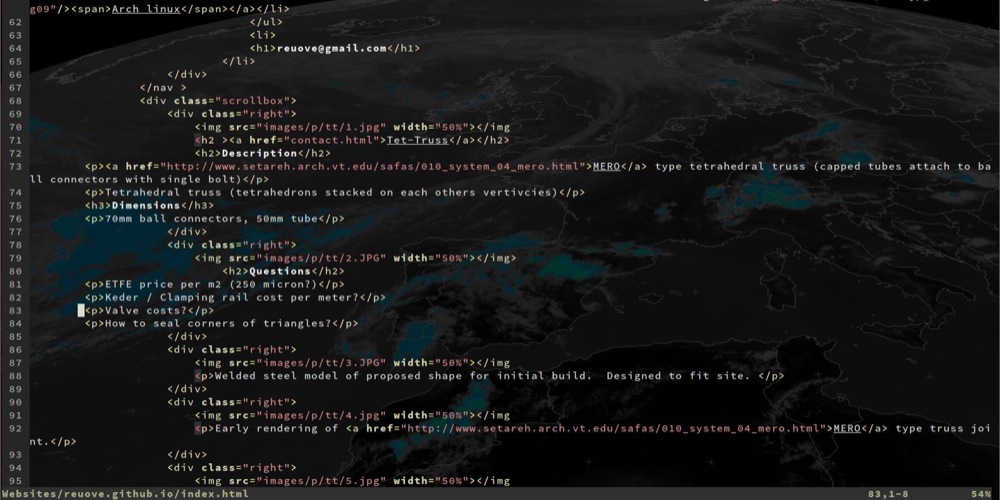 g09"/><span>Arch linux</span></a></li>
62 </ul>
63 <li>
64 <h1>reuove@gmail.com</h1>
65 </li>
66 </div>
67 </nav >
68 <div class="scrollbox">
69 <div class="right">
70 <img src="images/p/tt/1.jpg" width="50%"></img
71 <h2 ><a href="contact.html">Tet-Truss</a></h2>
72 <h2>Description</h2>
73 <p><a href="http://www.setareh.arch.vt.edu/safas/010_system_04_mero.html">MERO</a> type tetrahedral truss (capped tubes attach to ba
ll connectors with single bolt)</p>
74 <p>Tetrahedral truss (tetrahedrons stacked on each others vertivcies)</p>
75 <h3>Dimensions</h3>
76 <p>70mm ball connectors, 50mm tube</p>
77 </div>
78 <div class="right">
79 <img src="images/p/tt/2.JPG" width="50%"></img>
80 <h2>Questions</h2>
81 <p>ETFE price per m2 (250 micron?)</p>
82 <p>Keder / Clamping rail cost per meter?</p>
83 <p>Valve costs?</p>
84 <p>How to seal corners of triangles?</p>
85 </div>
86 <div class="right">
87 <img src="images/p/tt/3.JPG" width="50%"></img
88 <p>Welded steel model of proposed shape for initial build.  Designed to fit site. </p>
89 </div>
90 <div class="right">
91 <img src="images/p/tt/4.jpg" width="50%"></img
92 <p>Early rendering of <a href="http://www.setareh.arch.vt.edu/safas/010_system_04_mero.html">MERO</a> type truss joi
nt.</p>
93 </div>
94 <div class="right">
95 <img src="images/p/tt/5.jpg" width="50%"></img
Websites/reuove.github.io/index.html 83,1-8 54%